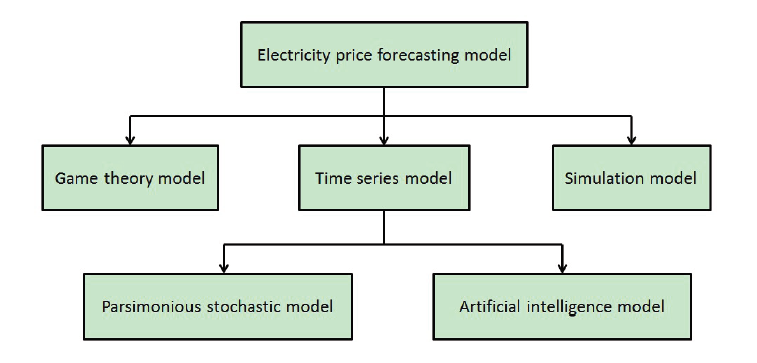 Electricity price forecasting model
Game theory model
Time series model
Simulation model
Parsimonious stochastic model
Artificial intelligence model